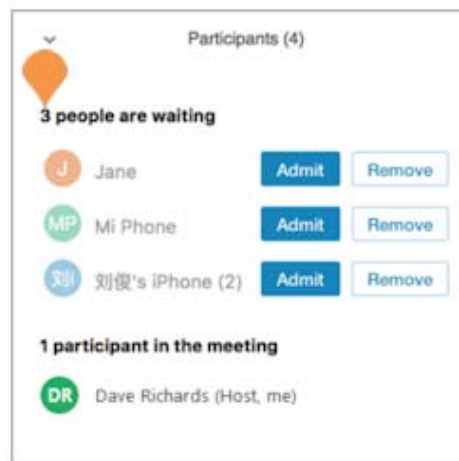 Participants (4)
3 people are waiting
J Jane Admit Remove
MP Mi Phone Admit Remove
刘i 刘俊's iPhone (2) Admit Remove
1 participant in the meeting
DR Dave Richards (Host, me)